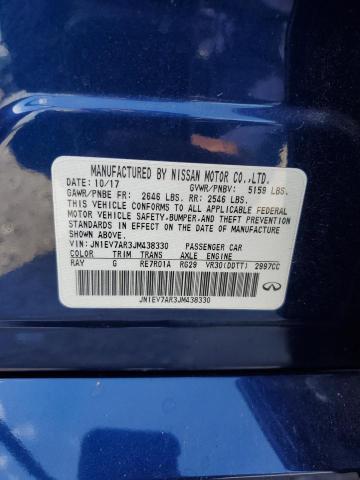 MANUFACTURED BY NISSAN MOTOR CO.,LTD.
DATE: 10/17 GVWR/PNBV: 5159 LBS.
GAWR/PNBE FR: 2646 LBS. RR: 2546 LBS.
THIS VEHICLE CONFORMS TO ALL APPLICABLE FEDERAL
MOTOR VEHICLE SAFETY,BUMPER,AND THEFT PREVENTION
STANDARDS IN EFFECT ON THE DATE OF MANUFACTURE
SHOWN ABOVE.
V.I.N.: JN1EV7AR3JM438330 PASSENGER CAR
COLOR TRIM TRANS AXLE ENGINE
RAY G RE7R01A RG29 VR30(DDTT) 2997CC
JN1EV7AR3JM438330